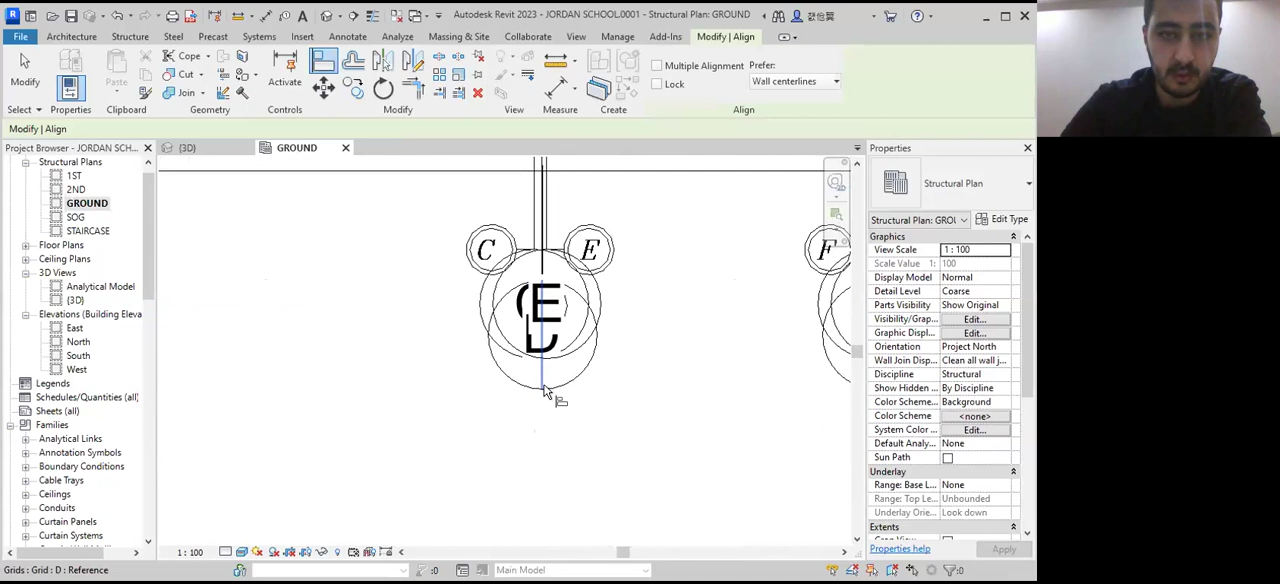 Autodesk Revit 2023 - JORDAN SCHOOL0001 - Structural Plan: GROUND
File Architecture Structure Steel Precast Systems Insert Annotate Analyze Massing & Site Collaborate View Manage Add-Ins Modify | Align
Modify
Paste
Cope
Cut
Join
Activate
Multiple Alignment
Lock
Prefer:
Wall centerlines
Select Properties Clipboard Geometry Controls Modify View Measure Create Align
Modify | Align
Project Browser - JORDAN SCH...
{3D}
GROUND
Structural Plans
1ST
2ND
GROUND
SOG
STAIRCASE
Floor Plans
Ceiling Plans
3D Views
Analytical Model
{3D}
Elevations (Building Eleva
East
North
South
West
Legends
Schedules/Quantities (all)
Sheets (all)
Families
Analytical Links
Annotation Symbols
Boundary Conditions
Cable Trays
Ceilings
Conduits
Curtain Panels
Curtain Systems
C
E
F
E
D
Properties
Structural Plan
Structural Plan: GROU
Edit Type
Graphics
View Scale 1 : 100
Scale Value 1: 100
Display Model Normal
Detail Level Coarse
Parts Visibility Show Original
Visibility/Grap... Edit...
Graphic Displ... Edit...
Orientation Project North
Wall Join Disp... Clean all wall j...
Discipline Structural
Show Hidden ... By Discipline
Color Scheme... Background
Color Scheme <none>
System Color ... Edit...
Default Analy... None
Sun Path
Underlay
Range: Base L... None
Range: Top Le... Unbounded
Underlay Orie... Look down
Extents
Properties help
Apply
1 : 100
Grids : Grid : D : Reference
:0
Main Model
:0